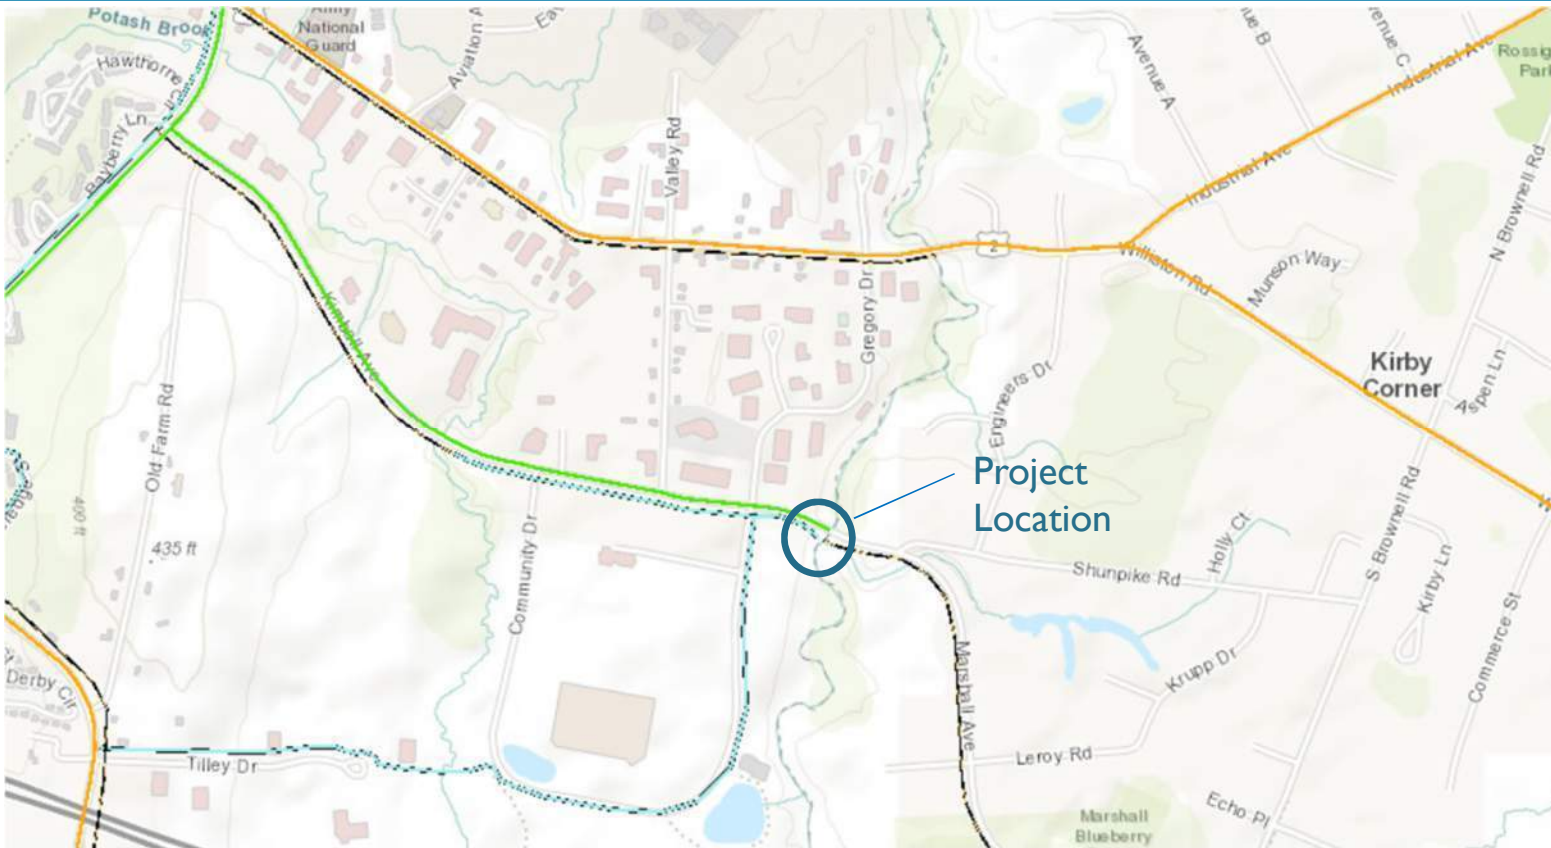 Potash Brook
Army
National
Guard
Hawthorne Cir
Bayberry Ln
Valley Rd
Avenue A
Industrial Ave
Rossig
Park
Industrial Ave
N Brownell Rd
2
Williston Rd
Munson Way
Kimball Ave
Gregory Dr
Kirby
Corner
Aspen Ln
Old Farm Rd
Engineers Dr
Project
Location
400 ft
435 ft
Community Dr
Shunpike Rd
Holly Ct
S Brownell Rd
Kirby Ln
Commerce St
Derby Cir
Marshall Ave
Krupp Dr
Tilley Dr
Leroy Rd
Echo Pl
Marshall
Blueberry